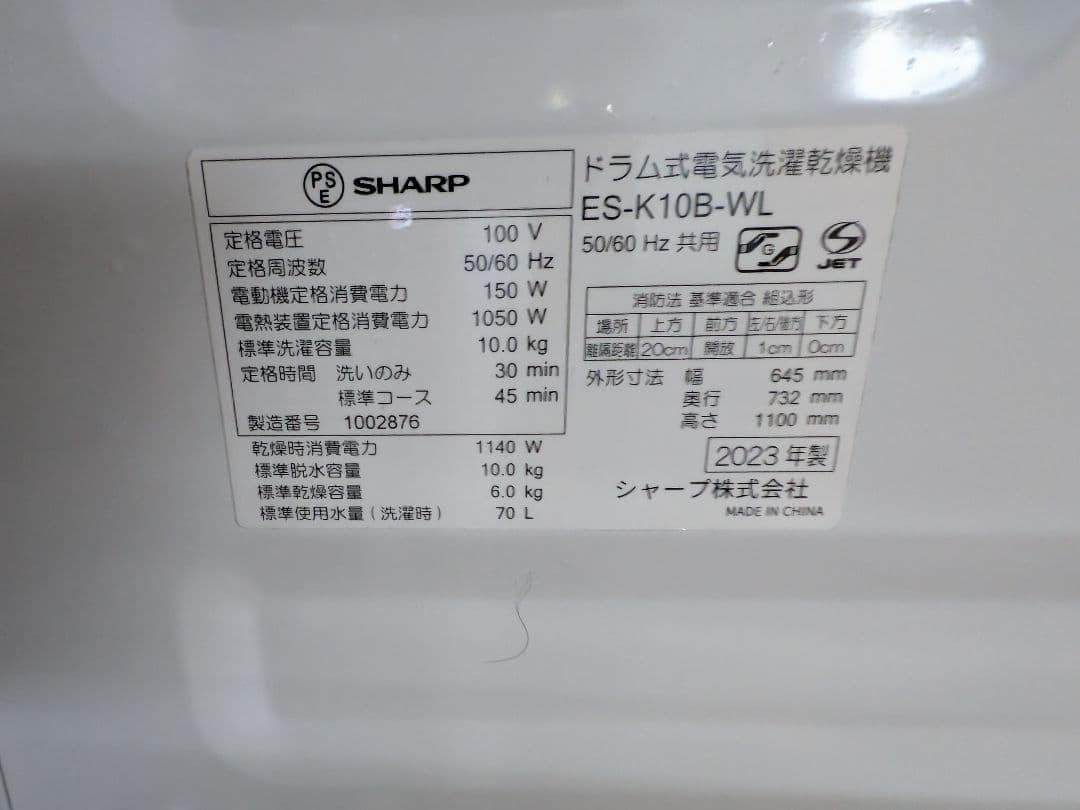 PS E SHARP
定格電圧 100 V
定格周波数 50/60 Hz
電動機定格消費電力 150 W
電熱装置定格消費電力 1050 W
標準洗濯容量 10.0 kg
定格時間 洗いのみ 30 min
標準コース 45 min
製造番号 1002876
乾燥時消費電力 1140 W
標準脱水容量 10.0 kg
標準乾燥容量 6.0 kg
標準使用水量(洗濯時) 70 L
ドラム式電気洗濯乾燥機
ES-K10B-WL
50/60 Hz 共用 G JET
消防法 基準適合 組込形
場所 上方 前方 左/右/後方 下方
離隔距離 20cm 開放 1cm 0cm
外形寸法 幅 645 mm
奥行 732 mm
高さ 1100 mm
2023 年製
シャープ株式会社
MADE IN CHINA